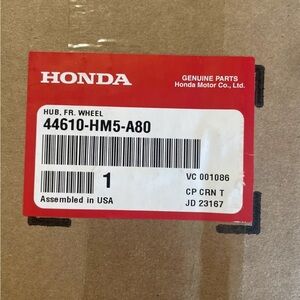 HONDA
GENUINE PARTS
Honda Motor Co., Ltd.
HUB, FR. WHEEL
44610-HM5-A80
1
VC 001086
CP CRN T
Assembled in USA
JD 23167